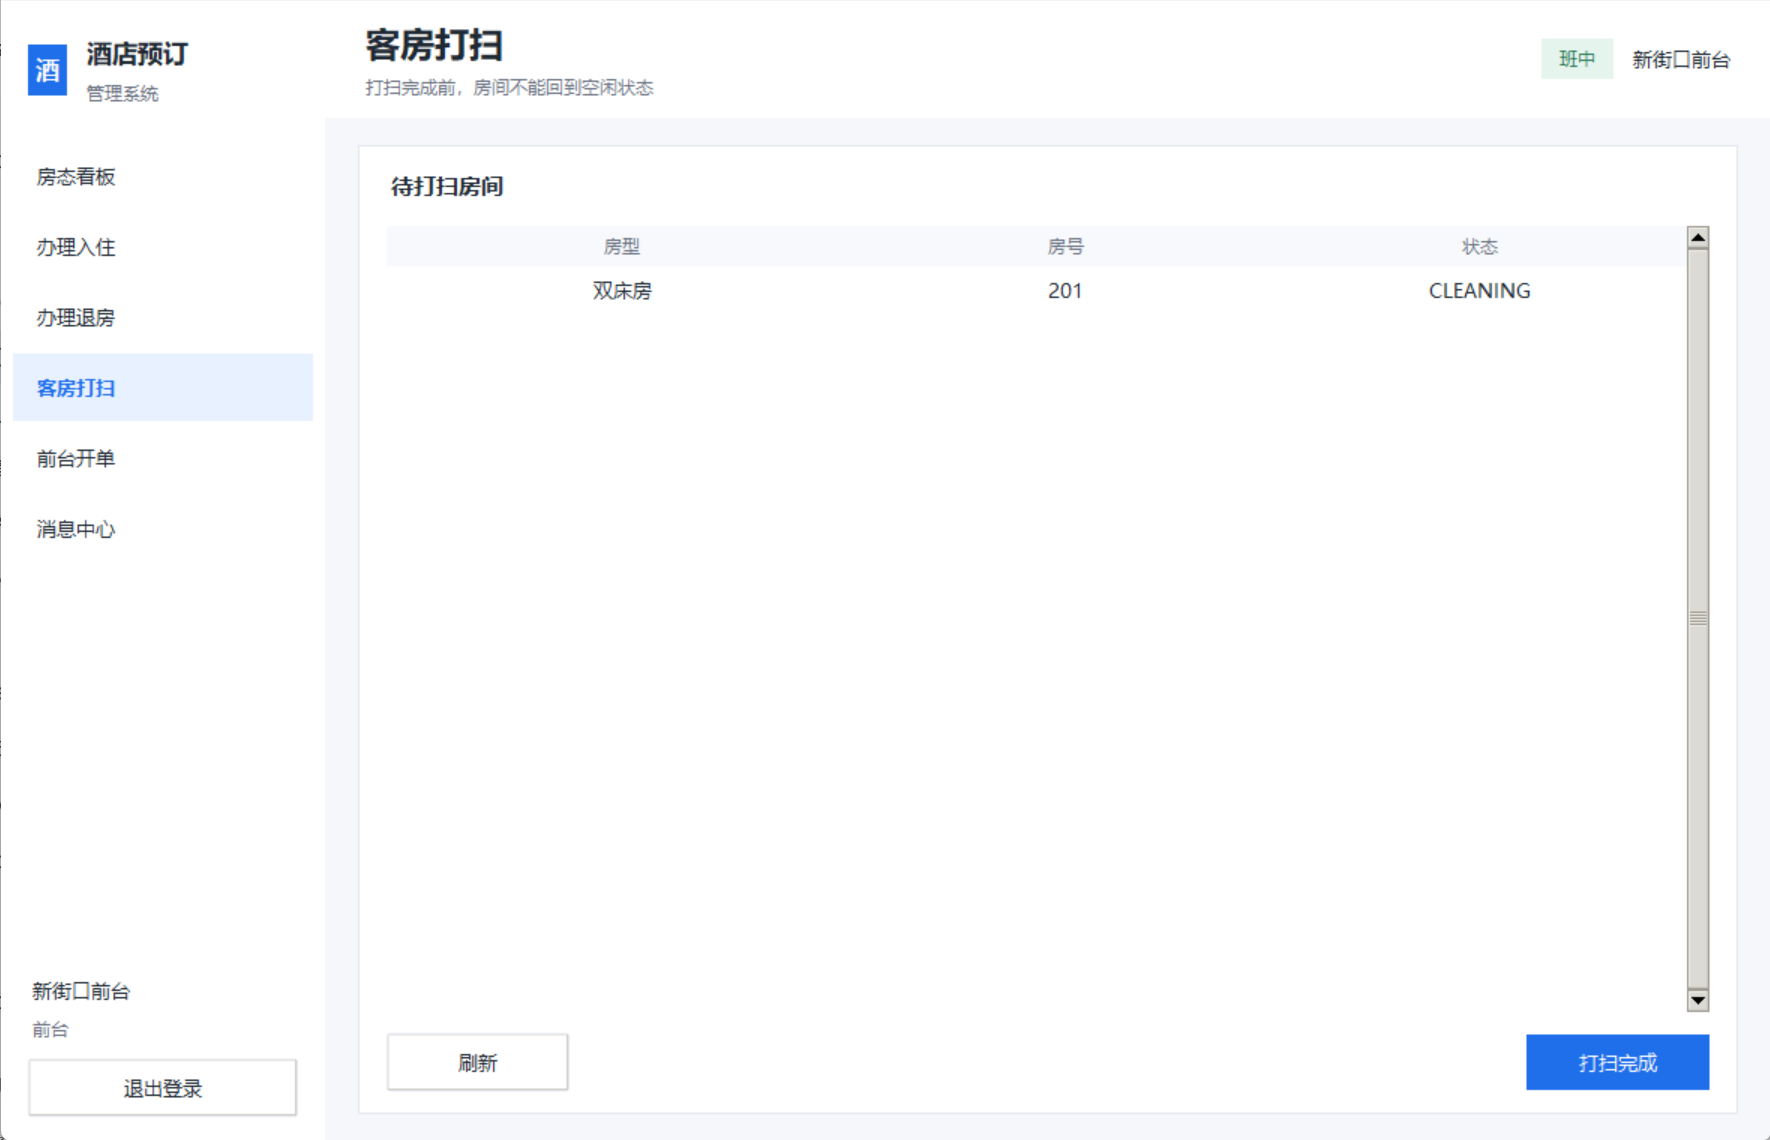 酒
酒店预订
管理系统
房态看板
办理入住
办理退房
客房打扫
前台开单
消息中心
新街口前台
前台
退出登录
客房打扫
打扫完成前，房间不能回到空闲状态
班中
新街口前台
待打扫房间
房型 房号 状态
双床房 201 CLEANING
刷新
打扫完成